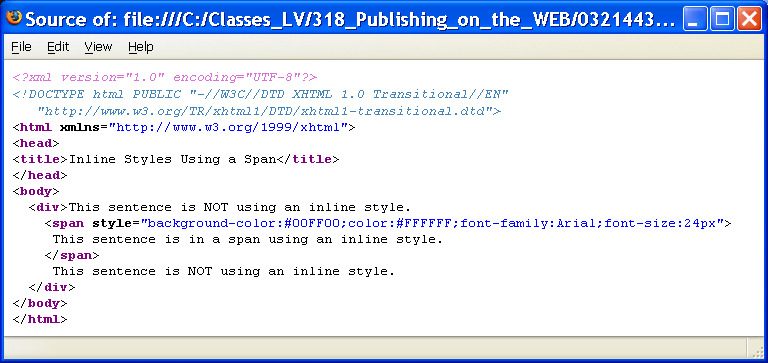 Source of: file:///C:/Classes_LV/318_Publishing_on_the_WEB/0321443...
File Edit View Help
<?xml version="1.0" encoding="UTF-8"?>
<!DOCTYPE html PUBLIC "-//W3C//DTD XHTML 1.0 Transitional//EN"
"http://www.w3.org/TR/xhtml1/DTD/xhtml1-transitional.dtd">
<html xmlns="http://www.w3.org/1999/xhtml">
<head>
<title>Inline Styles Using a Span</title>
</head>
<body>
<div>This sentence is NOT using an inline style.
<span style="background-color:#00FF00;color:#FFFFFF;font-family:Arial;font-size:24px">
This sentence is in a span using an inline style.
</span>
This sentence is NOT using an inline style.
</div>
</body>
</html>